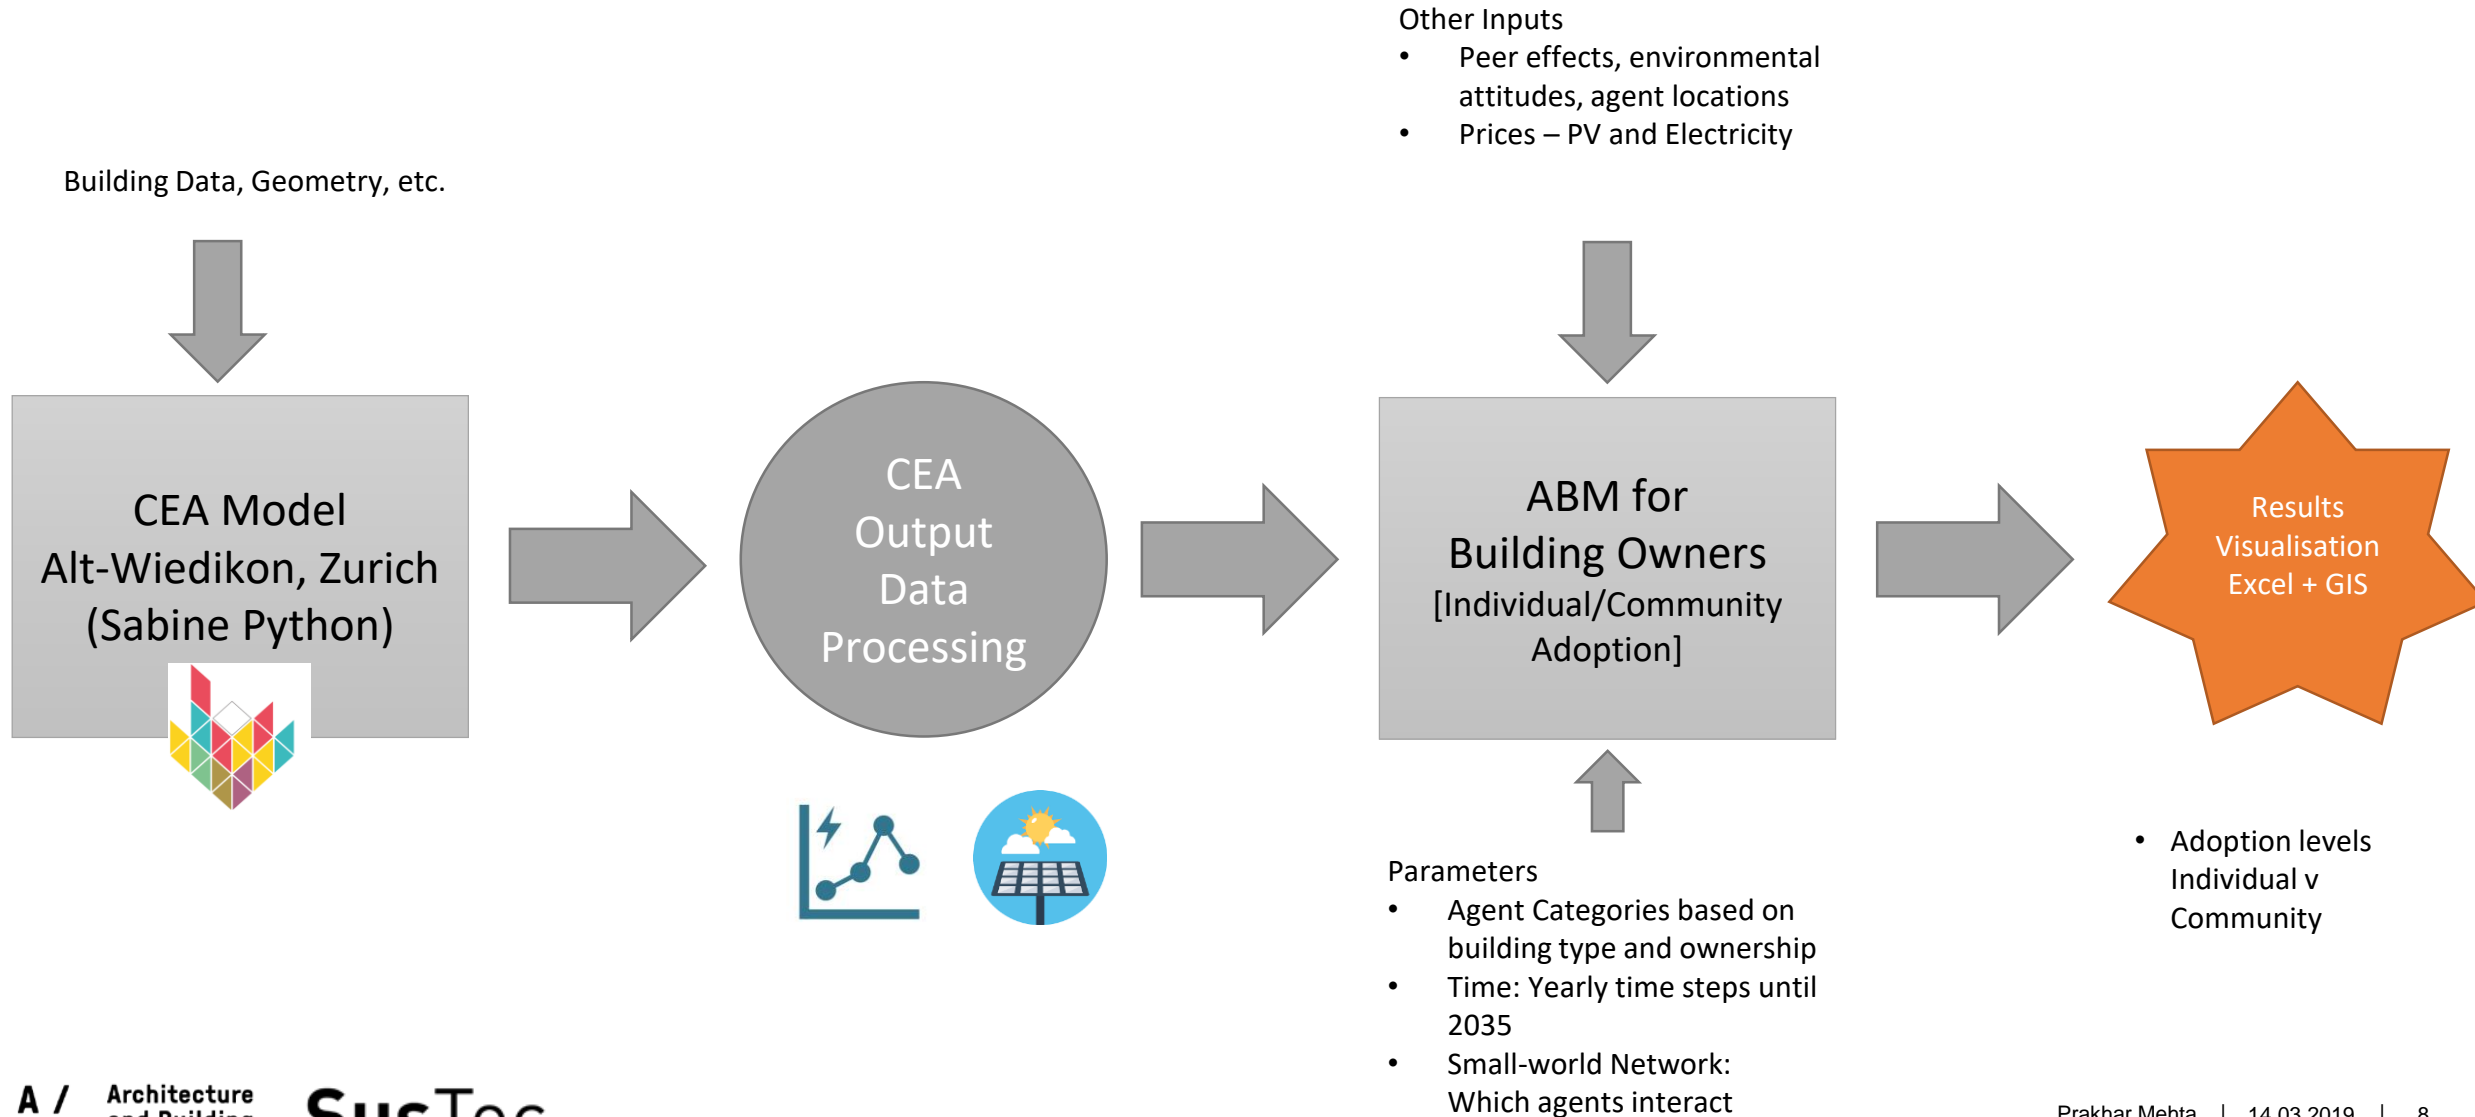 Other Inputs
• Peer effects, environmental
attitudes, agent locations
• Prices – PV and Electricity
Building Data, Geometry, etc.
CEA Model
Alt-Wiedikon, Zurich
(Sabine Python)
CEA
Output
Data
Processing
ABM for
Building Owners
[Individual/Community
Adoption]
Results
Visualisation
Excel + GIS
Parameters
• Agent Categories based on
building type and ownership
• Time: Yearly time steps until
2035
• Small-world Network:
Which agents interact
• Adoption levels
Individual v
Community
A / Architecture
and Building
SusTec
Prakhar Mehta | 14.03.2019 | 8